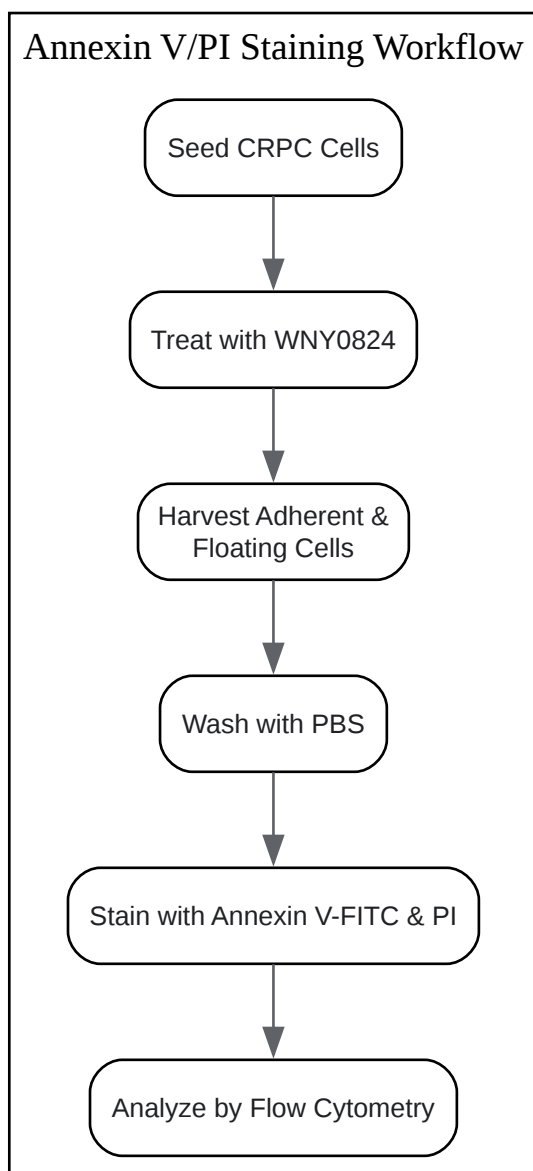 Annexin V/PI Staining Workflow
Seed CRPC Cells
Treat with WNY0824
Harvest Adherent &
Floating Cells
Wash with PBS
Stain with Annexin V-FITC & PI
Analyze by Flow Cytometry